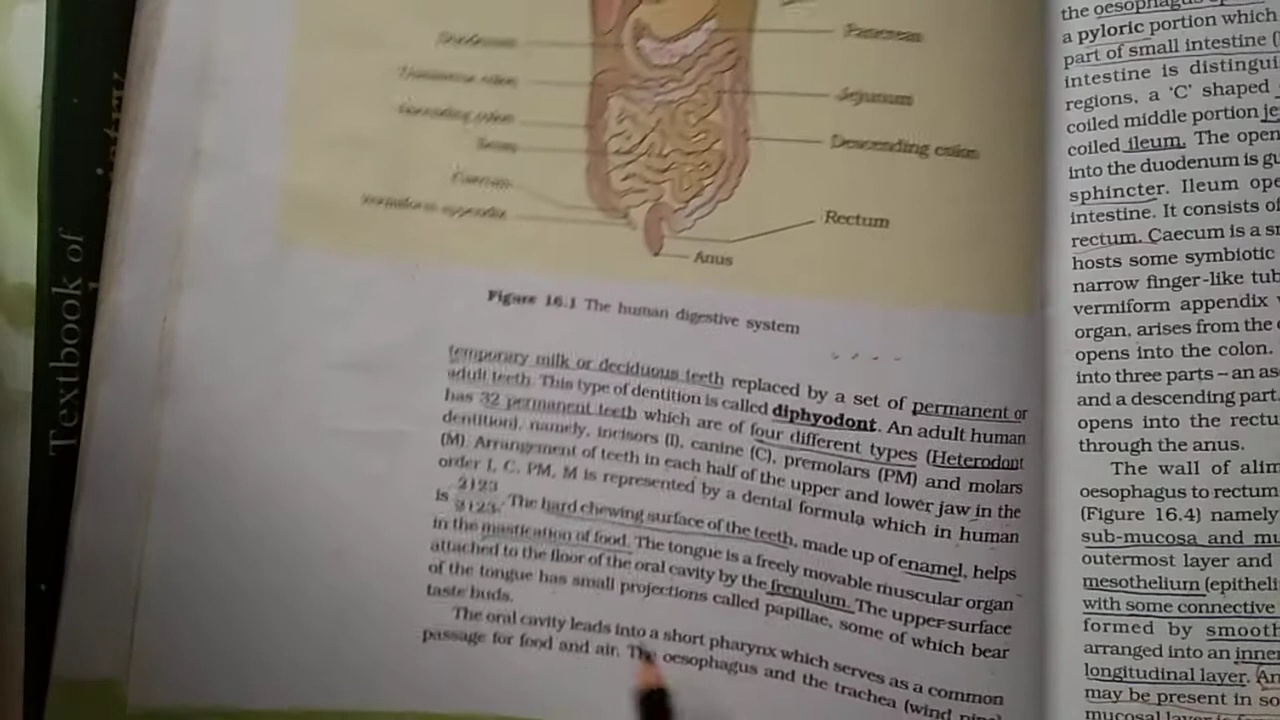 Textbook of
Duodenum
Transverse colon
Ascending colon
Ileum
Caecum
Vermiform appendix
Pancreas
Jejunum
Descending colon
Rectum
Anus
Figure 16.1 The human digestive system
temporary milk or deciduous teeth replaced by a set of permanent or
adult teeth. This type of dentition is called diphyodont. An adult human
has 32 permanent teeth which are of four different types (Heterodont
dentition), namely, incisors (I), canine (C), premolars (PM) and molars
(M). Arrangement of teeth in each half of the upper and lower jaw in the
order I, C, PM, M is represented by a dental formula which in human
is 2123/2123. The hard chewing surface of the teeth, made up of enamel, helps
in the mastication of food. The tongue is a freely movable muscular organ
attached to the floor of the oral cavity by the frenulum. The upper surface
of the tongue has small projections called papillae, some of which bear
taste buds.
The oral cavity leads into a short pharynx which serves as a common
passage for food and air. The oesophagus and the trachea (wind
the oesophagus
a pyloric portion which
part of small intestine (
intestine is distingui
regions, a 'C' shaped
coiled middle portion je
coiled ileum. The open
into the duodenum is gu
sphincter. Ileum ope
intestine. It consists of
rectum. Caecum is a sm
hosts some symbiotic
narrow finger-like tub
vermiform appendix
organ, arises from the
opens into the colon.
into three parts – an as
and a descending part.
opens into the rectu
through the anus.
The wall of alim
oesophagus to rectum
(Figure 16.4) namely
sub-mucosa and mu
outermost layer and
mesothelium (epitheli
with some connective
formed by smooth
arranged into an inner
longitudinal layer. An
may be present in so
mucosal layer is